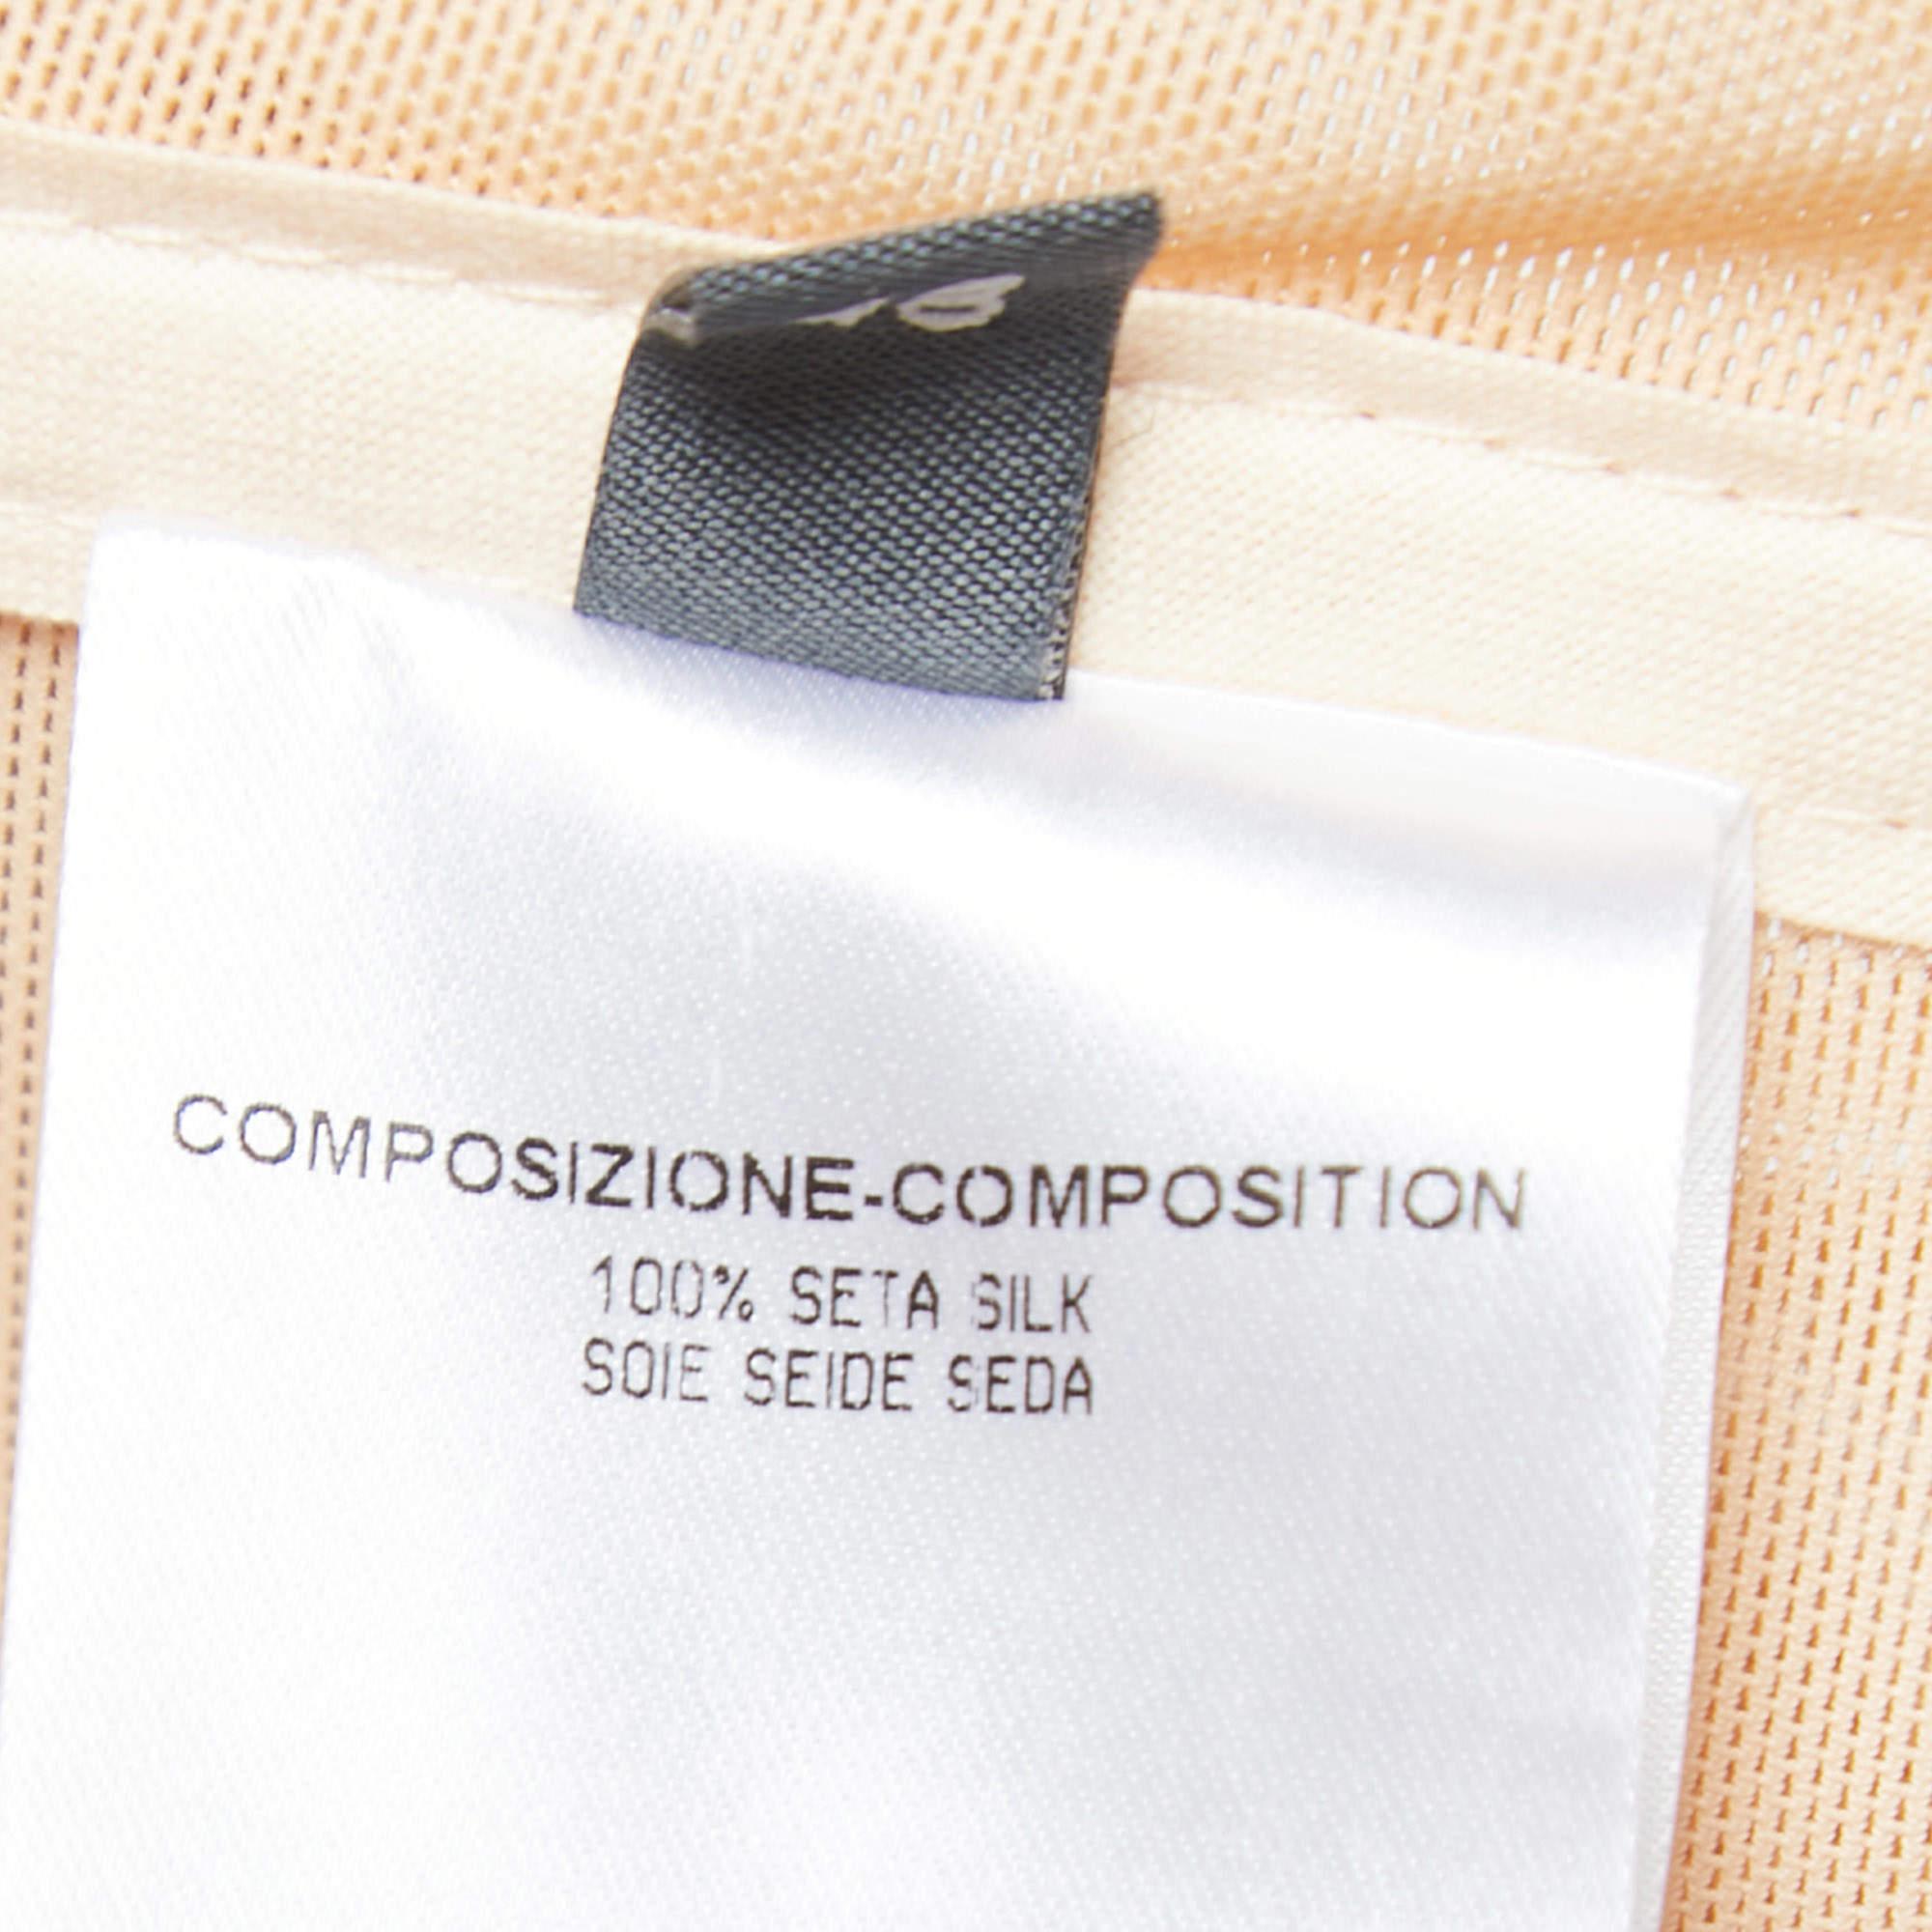 COMPOSIZIONE-COMPOSITION
100% SETA SILK
SOIE SEIDE SEDA